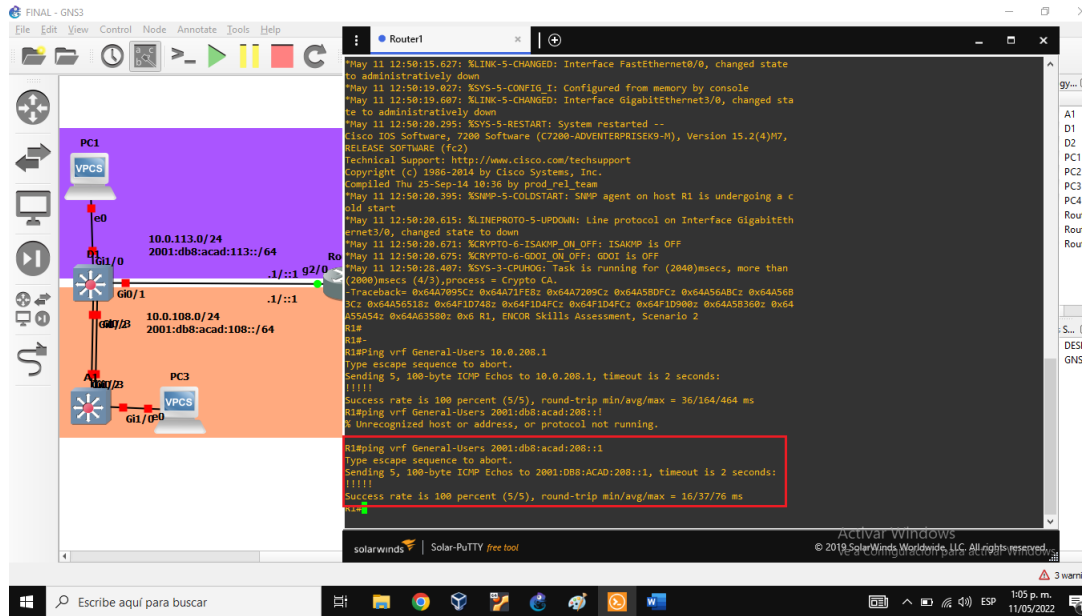 FINAL - GNS3
File Edit View Control Node Annotate Tools Help
Router1
*May 11 12:50:15.627: %LINK-5-CHANGED: Interface FastEthernet0/0, changed state
to administratively down
*May 11 12:50:19.027: %SYS-5-CONFIG_I: Configured from memory by console
*May 11 12:50:19.607: %LINK-5-CHANGED: Interface GigabitEthernet3/0, changed sta
te to administratively down
*May 11 12:50:20.295: %SYS-5-RESTART: System restarted --
Cisco IOS Software, 7200 Software (C7200-ADVENTERPRISEK9-M), Version 15.2(4)M7,
RELEASE SOFTWARE (fc2)
Technical Support: http://www.cisco.com/techsupport
Copyright (c) 1986-2014 by Cisco Systems, Inc.
Compiled Thu 25-Sep-14 10:36 by prod_rel_team
*May 11 12:50:20.395: %SNMP-5-COLDSTART: SNMP agent on host R1 is undergoing a c
old start
*May 11 12:50:20.615: %LINEPROTO-5-UPDOWN: Line protocol on Interface GigabitEth
ernet3/0, changed state to down
*May 11 12:50:20.671: %CRYPTO-6-ISAKMP_ON_OFF: ISAKMP is OFF
*May 11 12:50:20.675: %CRYPTO-6-GDOI_ON_OFF: GDOI is OFF
*May 11 12:50:28.407: %SYS-3-CPUHOG: Task is running for (2040)msecs, more than
(2000)msecs (4/3),process = Crypto CA.
-Traceback= 0x64A7095Cz 0x64A71FE8z 0x64A7209Cz 0x64A5BDFCz 0x64A56ABCz 0x64A56B
3Cz 0x64A56518z 0x64F1D748z 0x64F1D4FCz 0x64F1D4FCz 0x64F1D900z 0x64A5B360z 0x64
A55A54z 0x64A63580z 0x6 R1, ENCOR Skills Assessment, Scenario 2
R1#
R1#-
R1#Ping vrf General-Users 10.0.208.1
Type escape sequence to abort.
Sending 5, 100-byte ICMP Echos to 10.0.208.1, timeout is 2 seconds:
!!!!!
Success rate is 100 percent (5/5), round-trip min/avg/max = 36/164/464 ms
R1#ping vrf General-Users 2001:db8:acad:208::!
% Unrecognized host or address, or protocol not running.
R1#ping vrf General-Users 2001:db8:acad:208::1
Type escape sequence to abort.
Sending 5, 100-byte ICMP Echos to 2001:DB8:ACAD:208::1, timeout is 2 seconds:
!!!!!
Success rate is 100 percent (5/5), round-trip min/avg/max = 16/37/76 ms
R1#
solarwinds Solar-PuTTY free tool
© 2019 SolarWinds Worldwide, LLC. All rights reserved.
Activar Windows
PC1
VPCS
e0
10.0.113.0/24
2001:db8:acad:113::/64
D1
Gi1/0
Gi0/1
.1/::1
g2/0
Ro
.1/::1
10.0.108.0/24
2001:db8:acad:108::/64
A1
PC3
VPCS
Gi1/0
e0
gy...
A1
D1
D2
PC1
PC2
PC3
PC4
Rou
Rou
Rou
S...
DES
GNS
3 warni
Escribe aquí para buscar
ESP
1:05 p. m.
11/05/2022